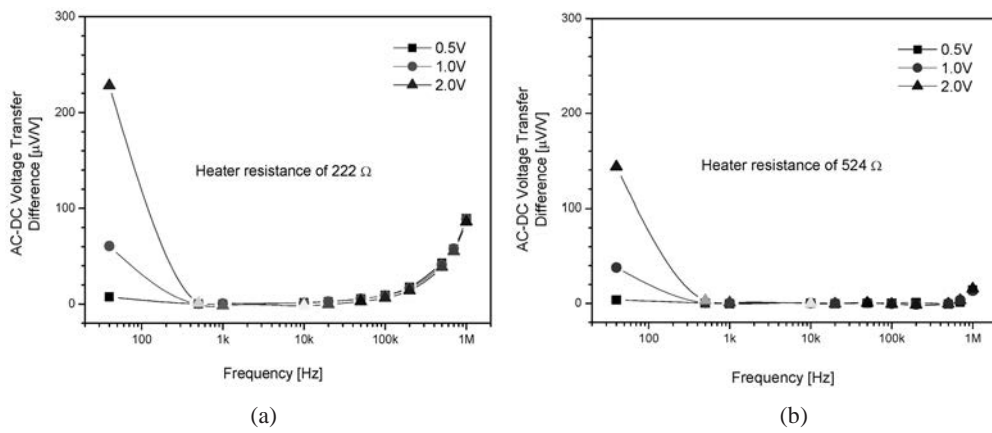 300
200
100
0
AC-DC Voltage Transfer
Difference [µV/V]
0.5V
1.0V
2.0V
Heater resistance of 222 Ω
100
1k
10k
100k
1M
Frequency [Hz]
(a)
300
200
100
0
AC-DC Voltage Transfer
Difference [µV/V]
0.5V
1.0V
2.0V
Heater resistance of 524 Ω
100
1k
10k
100k
1M
Frequency [Hz]
(b)